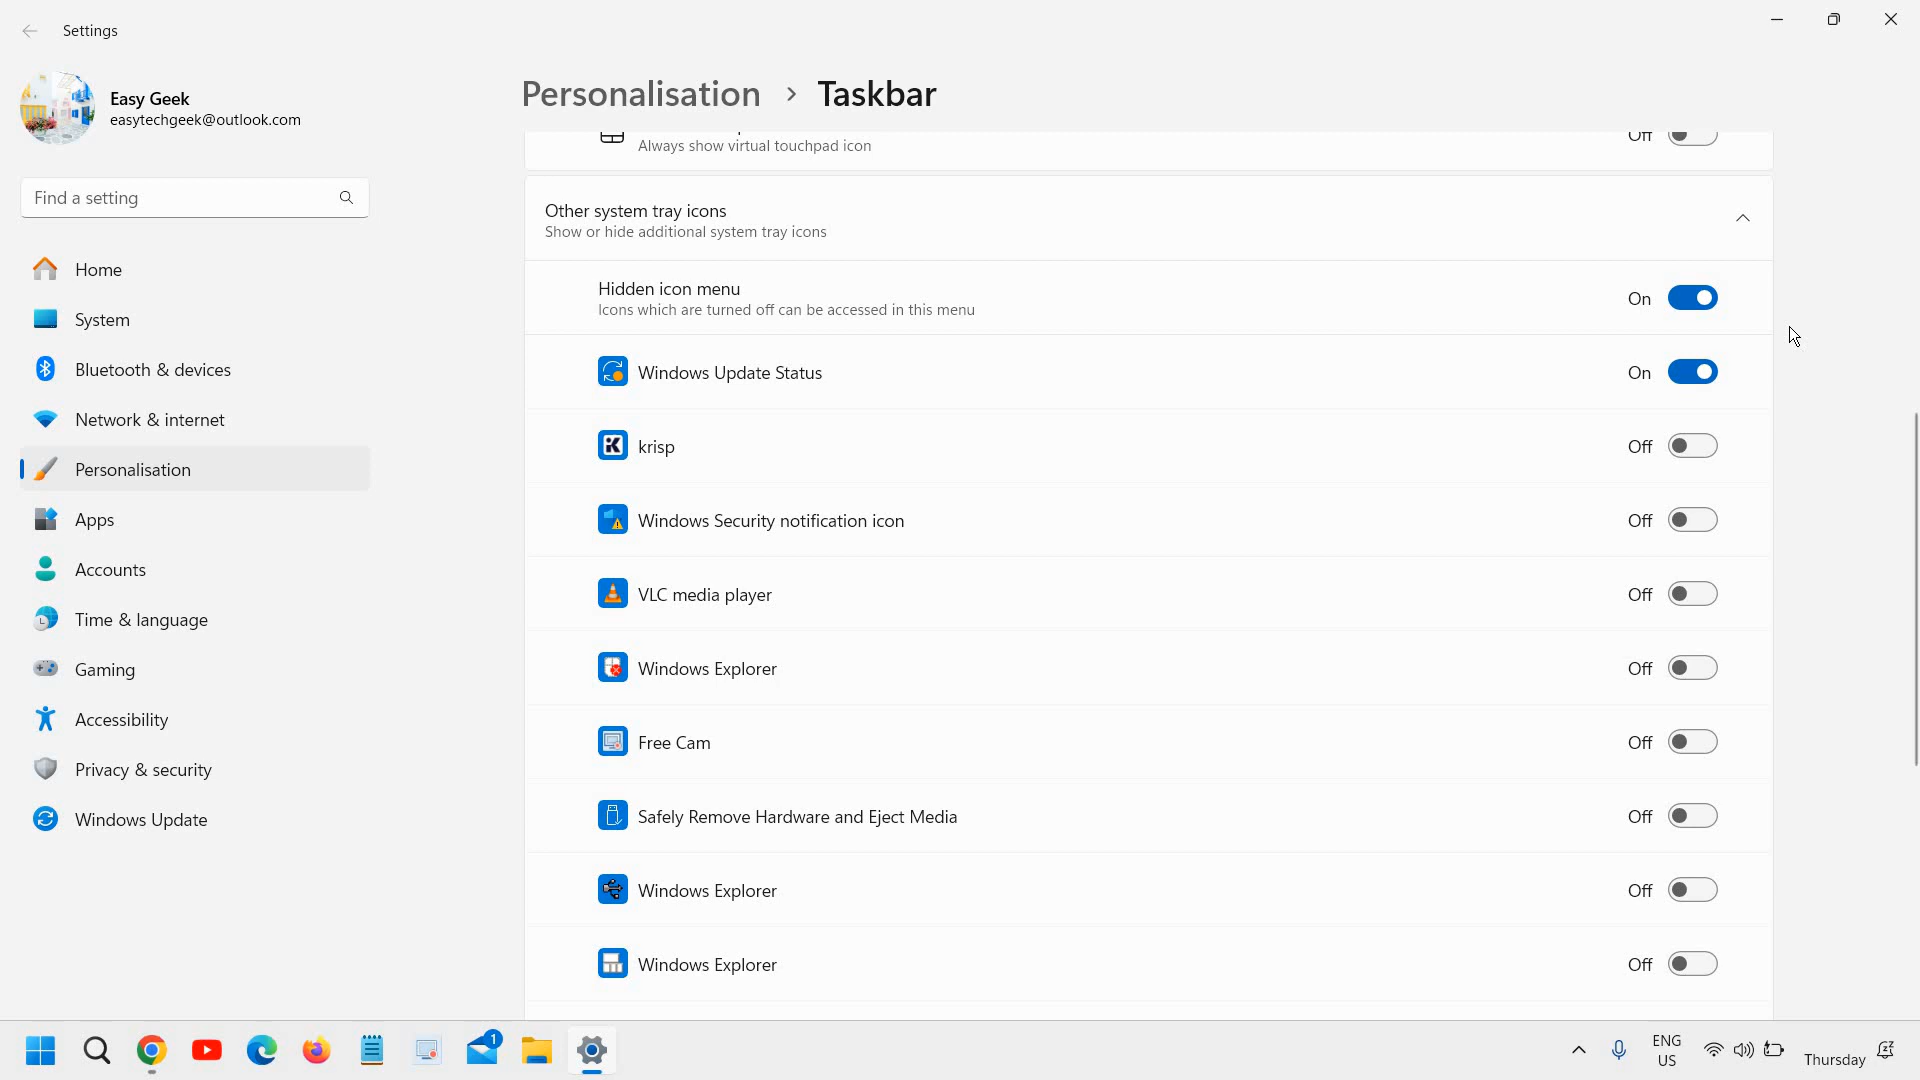 Settings
Easy Geek
easytechgeek@outlook.com
Find a setting
Home
System
Bluetooth & devices
Network & internet
Personalisation
Apps
Accounts
Time & language
Gaming
Accessibility
Privacy & security
Windows Update
Personalisation > Taskbar
Always show virtual touchpad icon
Off
Other system tray icons
Show or hide additional system tray icons
Hidden icon menu
Icons which are turned off can be accessed in this menu
On
Windows Update Status On
krisp Off
Windows Security notification icon Off
VLC media player Off
Windows Explorer Off
Free Cam Off
Safely Remove Hardware and Eject Media Off
Windows Explorer Off
Windows Explorer Off
1
ENG
US
Thursday